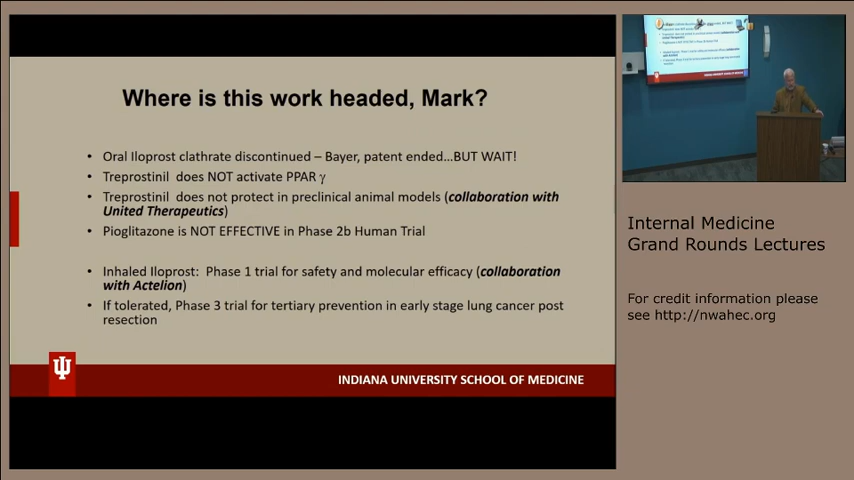 Where is this work headed, Mark?
• Oral Iloprost clathrate discontinued – Bayer, patent ended...BUT WAIT!
• Treprostinil does NOT activate PPAR γ
• Treprostinil does not protect in preclinical animal models (collaboration with
United Therapeutics)
• Pioglitazone is NOT EFFECTIVE in Phase 2b Human Trial
• Inhaled Iloprost: Phase 1 trial for safety and molecular efficacy (collaboration
with Actelion)
• If tolerated, Phase 3 trial for tertiary prevention in early stage lung cancer post
resection
INDIANA UNIVERSITY SCHOOL OF MEDICINE
Internal Medicine
Grand Rounds Lectures
For credit information please
see http://nwahec.org